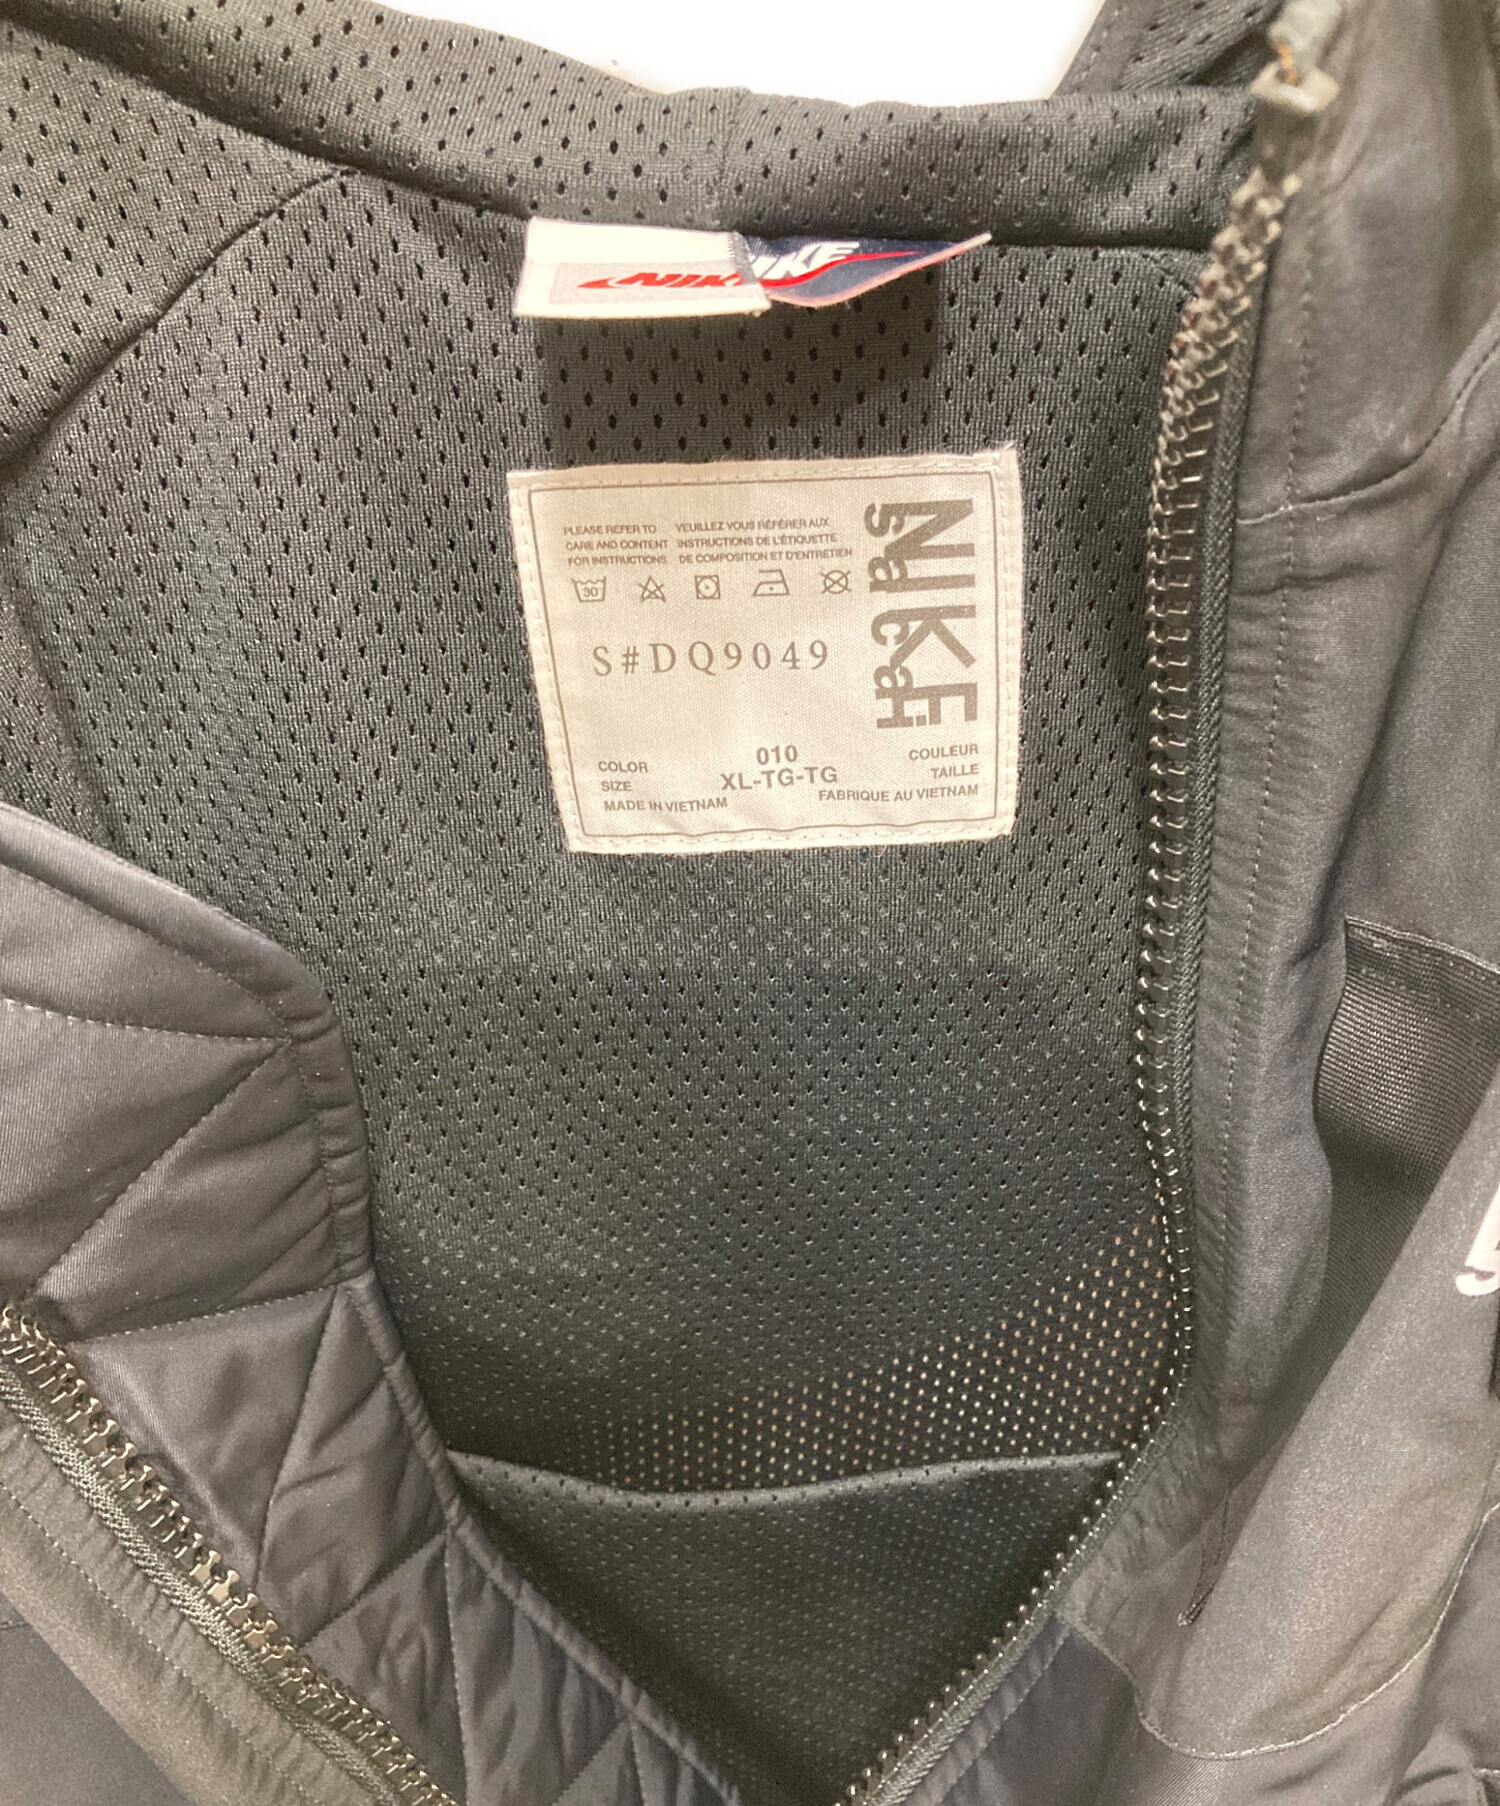 NIKE
NIKE
PLEASE REFER TO
CARE AND CONTENT
FOR INSTRUCTIONS
VEUILLEZ VOUS RÉFÉRER AUX
INSTRUCTIONS DE L'ÉTIQUETTE
DE COMPOSITION ET D'ENTRETIEN
30
S#DQ9049
NIKE
sacai
COLOR 010 COULEUR
SIZE XL-TG-TG TAILLE
MADE IN VIETNAM FABRIQUE AU VIETNAM